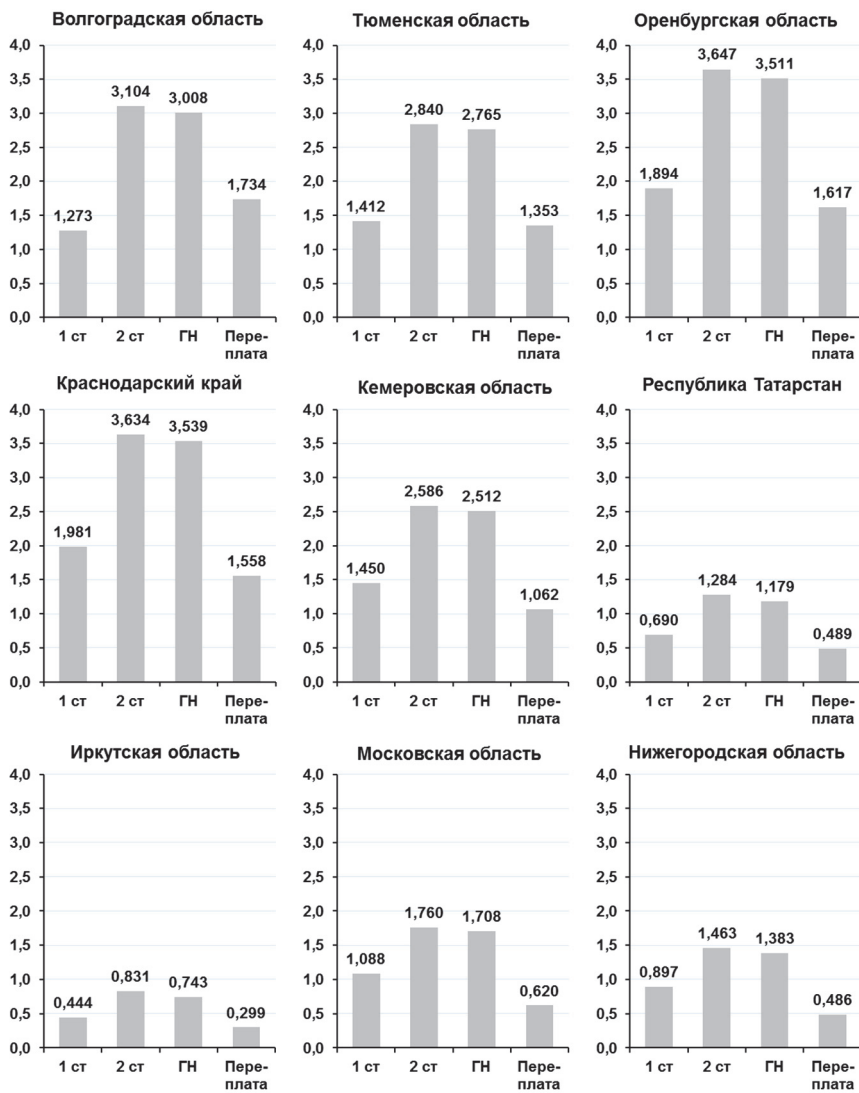 Волгоградская область
4,0
3,5
3,0
2,5
2,0
1,5
1,0
0,5
0,0
1,273
3,104
3,008
1,734
1 ст
2 ст
ГН
Пере-
плата
Тюменская область
4,0
3,5
3,0
2,5
2,0
1,5
1,0
0,5
0,0
1,412
2,840
2,765
1,353
1 ст
2 ст
ГН
Пере-
плата
Оренбургская область
4,0
3,5
3,0
2,5
2,0
1,5
1,0
0,5
0,0
1,894
3,647
3,511
1,617
1 ст
2 ст
ГН
Пере-
плата
Краснодарский край
4,0
3,5
3,0
2,5
2,0
1,5
1,0
0,5
0,0
1,981
3,634
3,539
1,558
1 ст
2 ст
ГН
Пере-
плата
Кемеровская область
4,0
3,5
3,0
2,5
2,0
1,5
1,0
0,5
0,0
1,450
2,586
2,512
1,062
1 ст
2 ст
ГН
Пере-
плата
Республика Татарстан
4,0
3,5
3,0
2,5
2,0
1,5
1,0
0,5
0,0
0,690
1,284
1,179
0,489
1 ст
2 ст
ГН
Пере-
плата
Иркутская область
4,0
3,5
3,0
2,5
2,0
1,5
1,0
0,5
0,0
0,444
0,831
0,743
0,299
1 ст
2 ст
ГН
Пере-
плата
Московская область
4,0
3,5
3,0
2,5
2,0
1,5
1,0
0,5
0,0
1,088
1,760
1,708
0,620
1 ст
2 ст
ГН
Пере-
плата
Нижегородская область
4,0
3,5
3,0
2,5
2,0
1,5
1,0
0,5
0,0
0,897
1,463
1,383
0,486
1 ст
2 ст
ГН
Пере-
плата